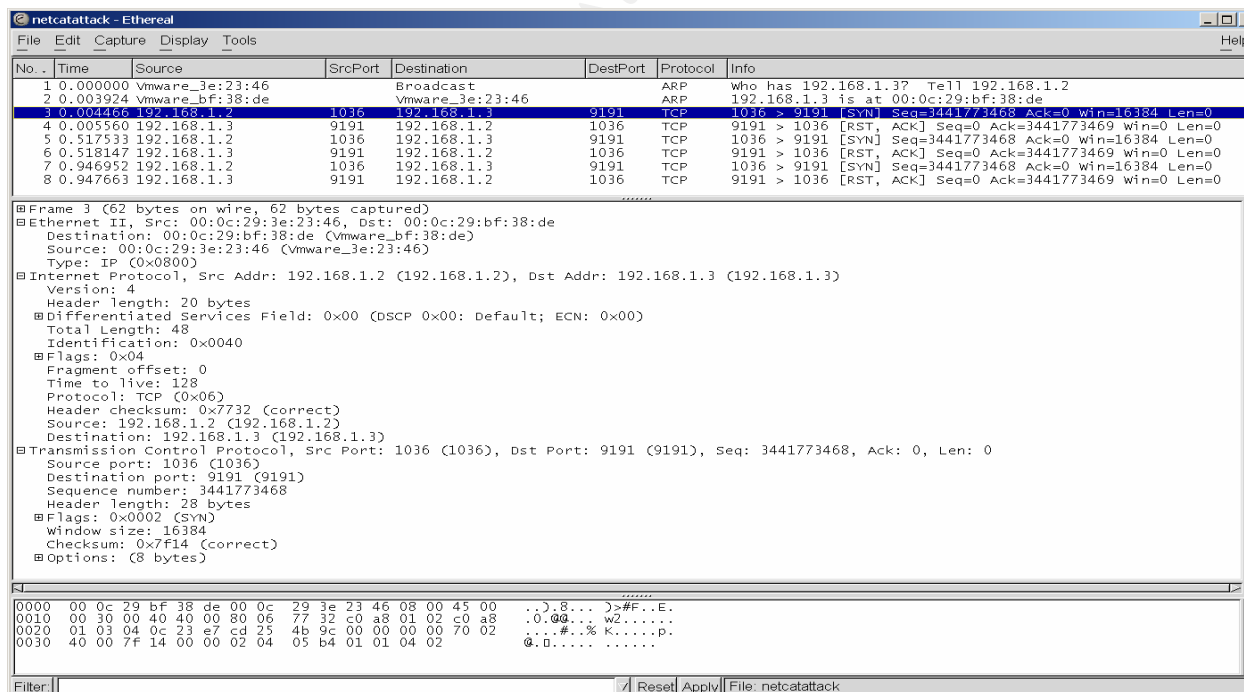 netcatattack - Ethereal
File Edit Capture Display Tools Help
No. . Time Source SrcPort Destination DestPort Protocol Info
1 0.000000 Vmware_3e:23:46 Broadcast ARP Who has 192.168.1.3? Tell 192.168.1.2
2 0.003924 Vmware_bf:38:de Vmware_3e:23:46 ARP 192.168.1.3 is at 00:0c:29:bf:38:de
3 0.004466 192.168.1.2 1036 192.168.1.3 9191 TCP 1036 > 9191 [SYN] Seq=3441773468 Ack=0 Win=16384 Len=0
4 0.005560 192.168.1.3 9191 192.168.1.2 1036 TCP 9191 > 1036 [RST, ACK] Seq=0 Ack=3441773469 Win=0 Len=0
5 0.517533 192.168.1.2 1036 192.168.1.3 9191 TCP 1036 > 9191 [SYN] Seq=3441773468 Ack=0 Win=16384 Len=0
6 0.518147 192.168.1.3 9191 192.168.1.2 1036 TCP 9191 > 1036 [RST, ACK] Seq=0 Ack=3441773469 Win=0 Len=0
7 0.946952 192.168.1.2 1036 192.168.1.3 9191 TCP 1036 > 9191 [SYN] Seq=3441773468 Ack=0 Win=16384 Len=0
8 0.947663 192.168.1.3 9191 192.168.1.2 1036 TCP 9191 > 1036 [RST, ACK] Seq=0 Ack=3441773469 Win=0 Len=0
Frame 3 (62 bytes on wire, 62 bytes captured)
Ethernet II, Src: 00:0c:29:3e:23:46, Dst: 00:0c:29:bf:38:de
Destination: 00:0c:29:bf:38:de (Vmware_bf:38:de)
Source: 00:0c:29:3e:23:46 (Vmware_3e:23:46)
Type: IP (0x0800)
Internet Protocol, Src Addr: 192.168.1.2 (192.168.1.2), Dst Addr: 192.168.1.3 (192.168.1.3)
Version: 4
Header length: 20 bytes
Differentiated Services Field: 0x00 (DSCP 0x00: Default; ECN: 0x00)
Total Length: 48
Identification: 0x0040
Flags: 0x04
Fragment offset: 0
Time to live: 128
Protocol: TCP (0x06)
Header checksum: 0x7732 (correct)
Source: 192.168.1.2 (192.168.1.2)
Destination: 192.168.1.3 (192.168.1.3)
Transmission Control Protocol, Src Port: 1036 (1036), Dst Port: 9191 (9191), Seq: 3441773468, Ack: 0, Len: 0
Source port: 1036 (1036)
Destination port: 9191 (9191)
Sequence number: 3441773468
Header length: 28 bytes
Flags: 0x0002 (SYN)
Window size: 16384
Checksum: 0x7f14 (correct)
Options: (8 bytes)
0000 00 0c 29 bf 38 de 00 0c 29 3e 23 46 08 00 45 00 ..).8... )>#F..E.
0010 00 30 00 40 40 00 80 06 77 32 c0 a8 01 02 c0 a8 .0.@@... w2......
0020 01 03 04 0c 23 e7 cd 25 4b 9c 00 00 00 00 70 02 ....#..% K.....p.
0030 40 00 7f 14 00 00 02 04 05 b4 01 01 04 02 @.▯..... ......
Filter: / Reset Apply File: netcatattack